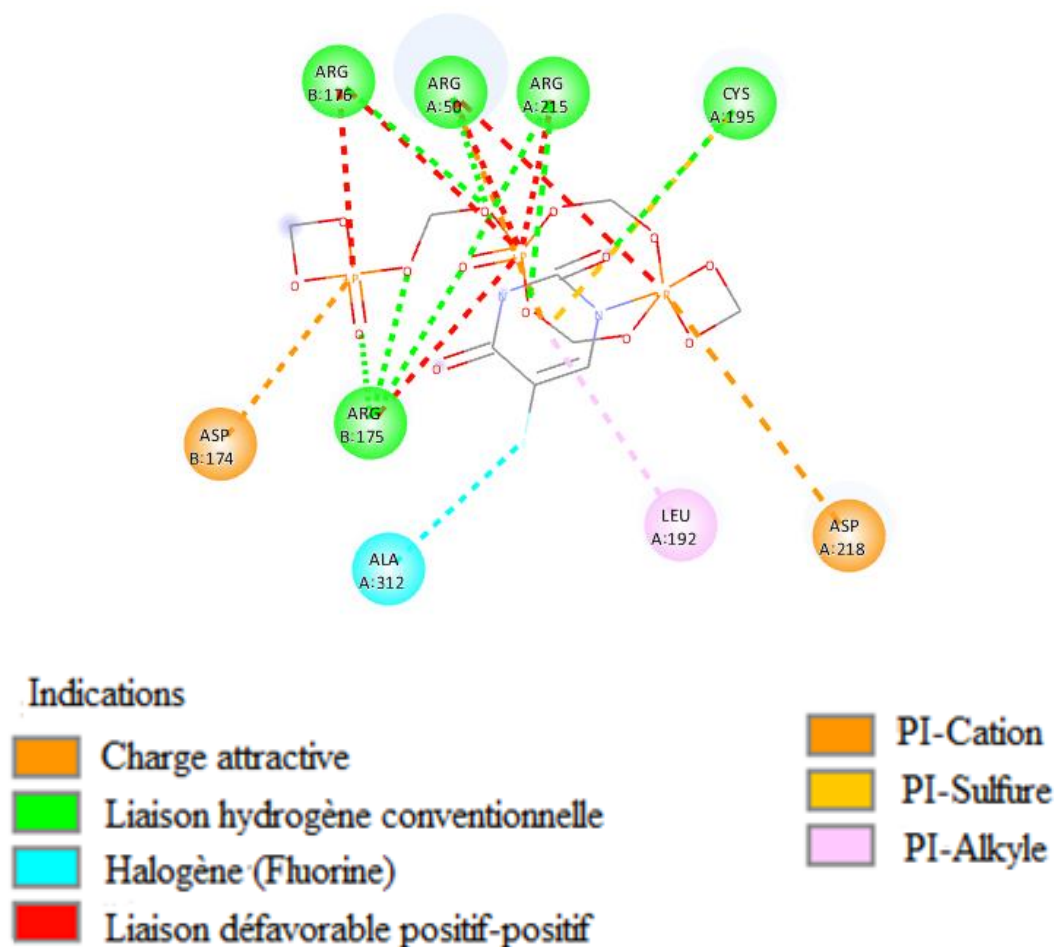 ARG
B:176
ARG
A:50
ARG
A:215
CYS
A:195
O
O
O
O
O
P
O
O
P
O
O
O
N
O
N
P
O
O
O
O
O
ARG
B:175
ASP
B:174
ALA
A:312
LEU
A:192
ASP
A:218
Indications
Charge attractive
Liaison hydrogène conventionnelle
Halogène (Fluorine)
Liaison défavorable positif-positif
PI-Cation
PI-Sulfure
PI-Alkyle